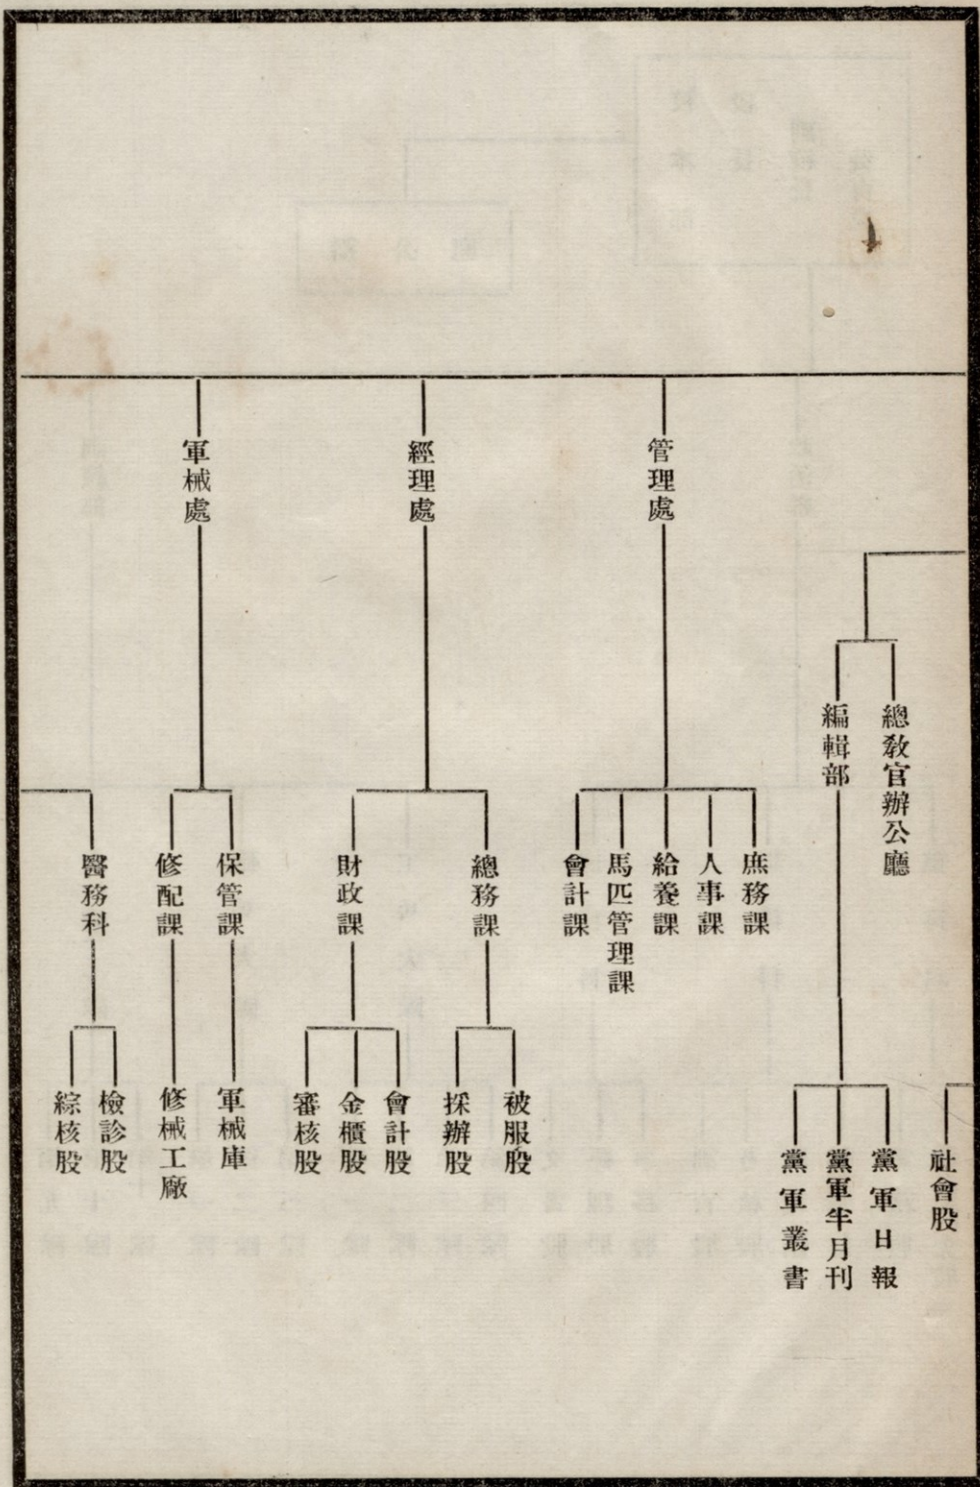 社會股
總教官辦公廳
編輯部
黨軍日報
黨軍半月刊
黨軍叢書
管理處
庶務課
人事課
給養課
馬匹管理課
會計課
經理處
總務課
被服股
採辦股
財政課
會計股
金櫃股
審核股
軍械處
保管課
軍械庫
修配課
修械工廠
醫務科
檢診股
綜核股